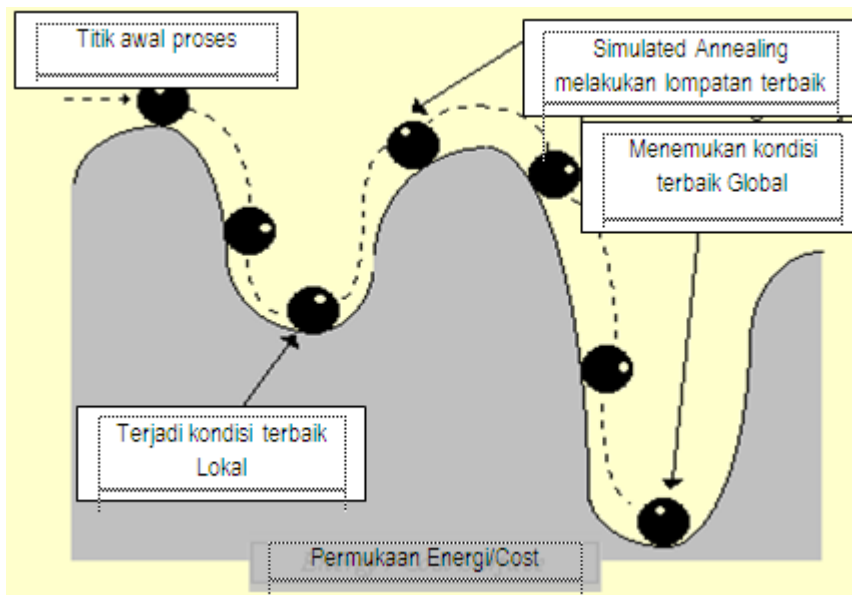 Titik awal proses
Simulated Annealing
melakukan lompatan terbaik
Menemukan kondisi
terbaik Global
Terjadi kondisi terbaik
Lokal
Permukaan Energi/Cost